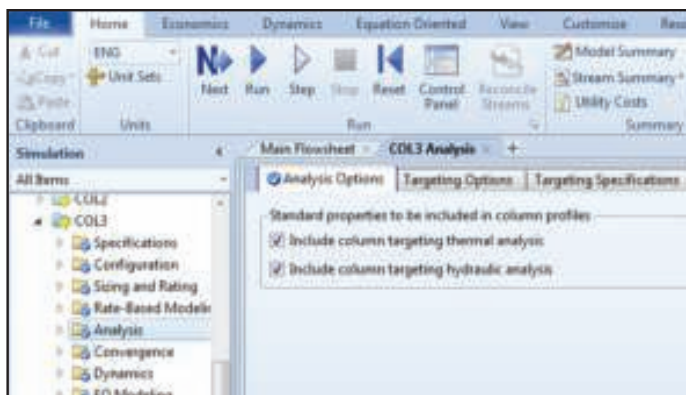 File Home Economics Dynamics Equation Oriented View Customize
Cut ENG
Copy Unit Sets Next Run Step Stop Reset Control Panel Reconcile Streams Model Summary
Paste Stream Summary
Utility Costs
Clipboard Units Run Summary
Simulation Main Flowsheet COL3 Analysis +
All Items Analysis Options Targeting Options Targeting Specifications
COL2
COL3 Standard properties to be included in column profiles
Specifications Include column targeting thermal analysis
Configuration Include column targeting hydraulic analysis
Sizing and Rating
Rate-Based Modelin
Analysis
Convergence
Dynamics
EO Modeling